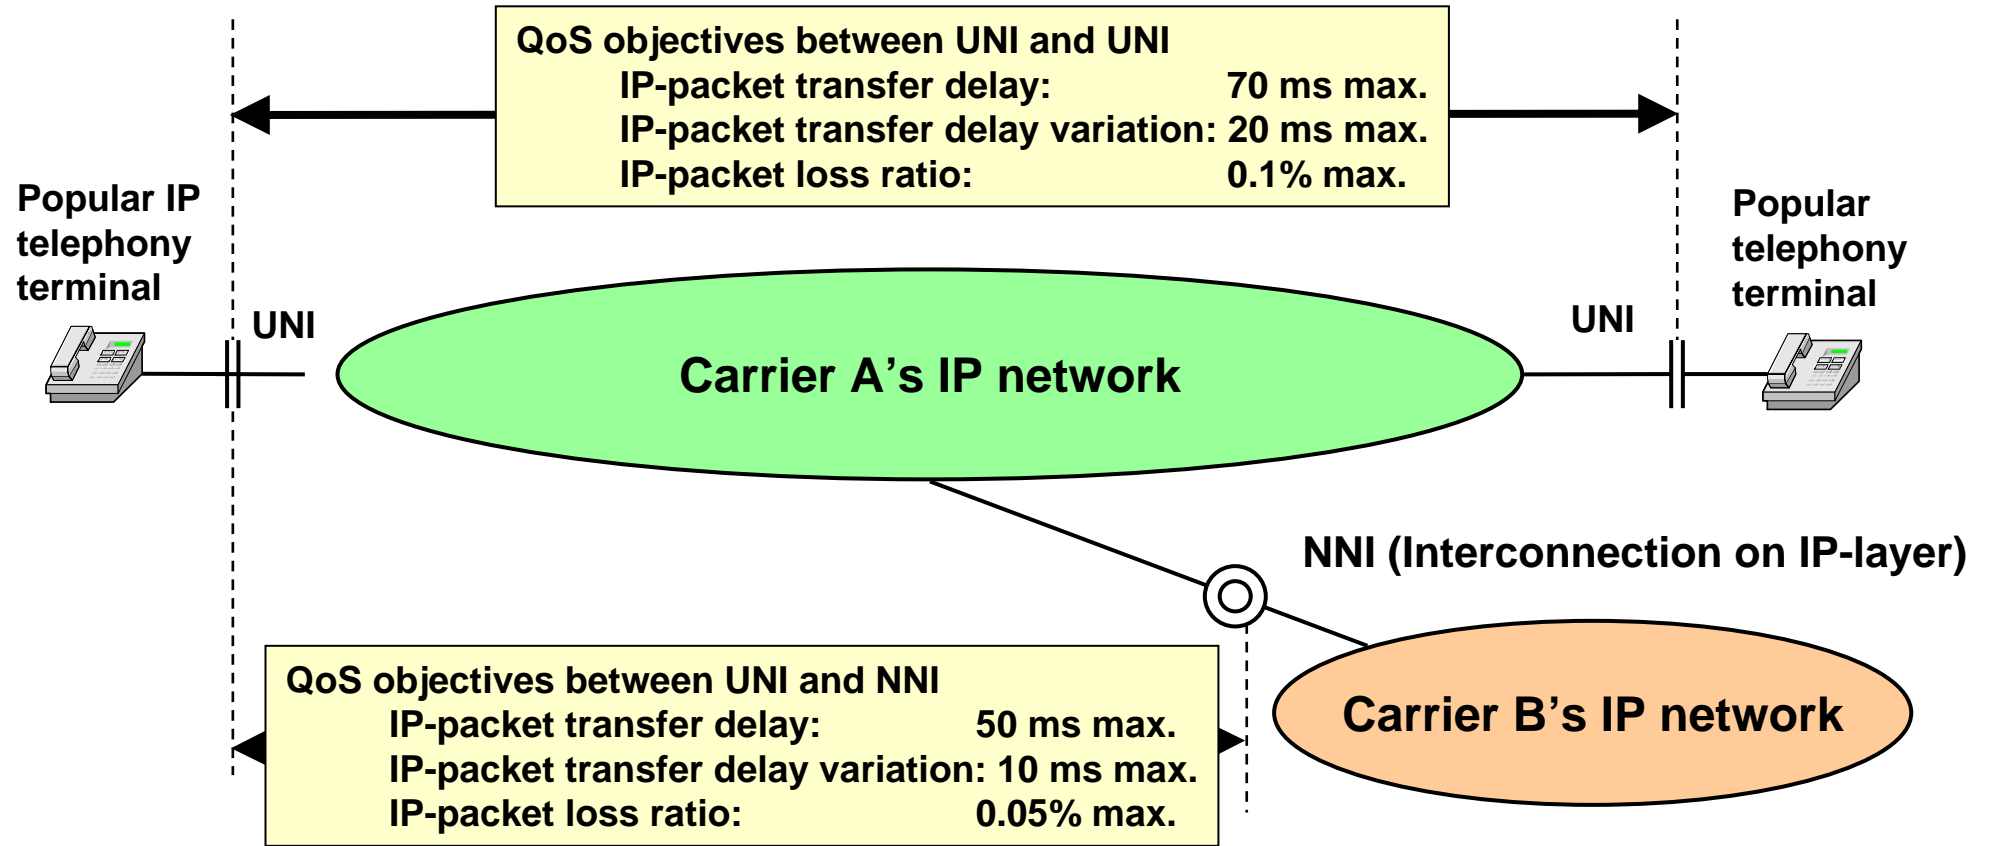 QoS objectives between UNI and UNI
IP-packet transfer delay: 70 ms max.
IP-packet transfer delay variation: 20 ms max.
IP-packet loss ratio: 0.1% max.
Popular IP
telephony
terminal
Popular
telephony
terminal
UNI
UNI
Carrier A’s IP network
NNI (Interconnection on IP-layer)
QoS objectives between UNI and NNI
IP-packet transfer delay: 50 ms max.
IP-packet transfer delay variation: 10 ms max.
IP-packet loss ratio: 0.05% max.
Carrier B’s IP network